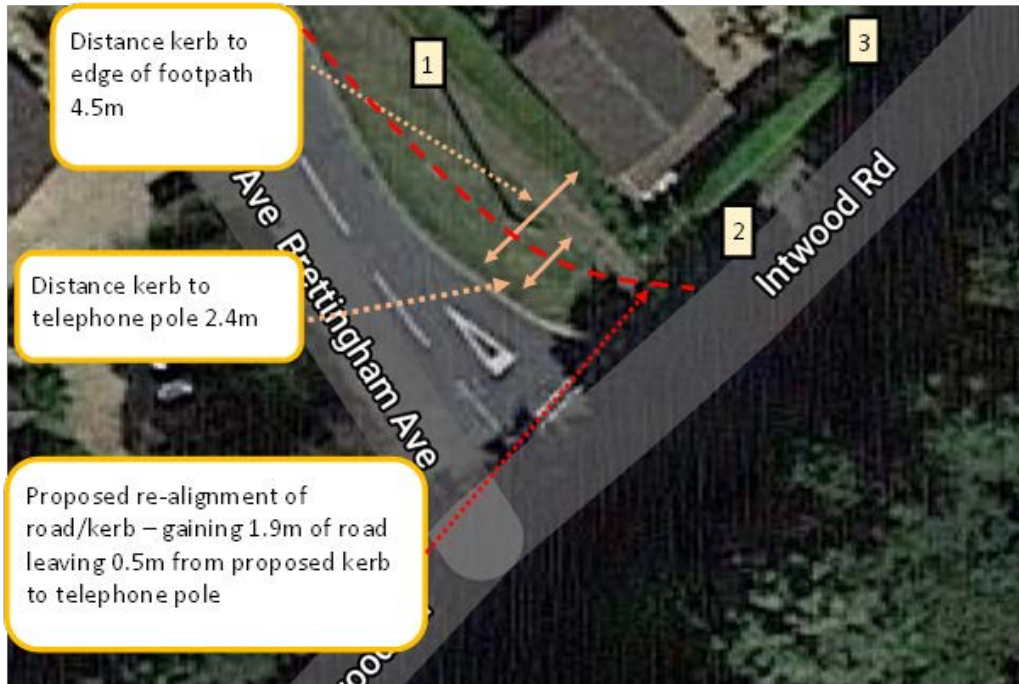 Distance kerb to
edge of footpath
4.5m
1
3
2
Ave
Brettingham Ave
Intwood Rd
Distance kerb to
telephone pole 2.4m
Proposed re-alignment of
road/kerb – gaining 1.9m of road
leaving 0.5m from proposed kerb
to telephone pole